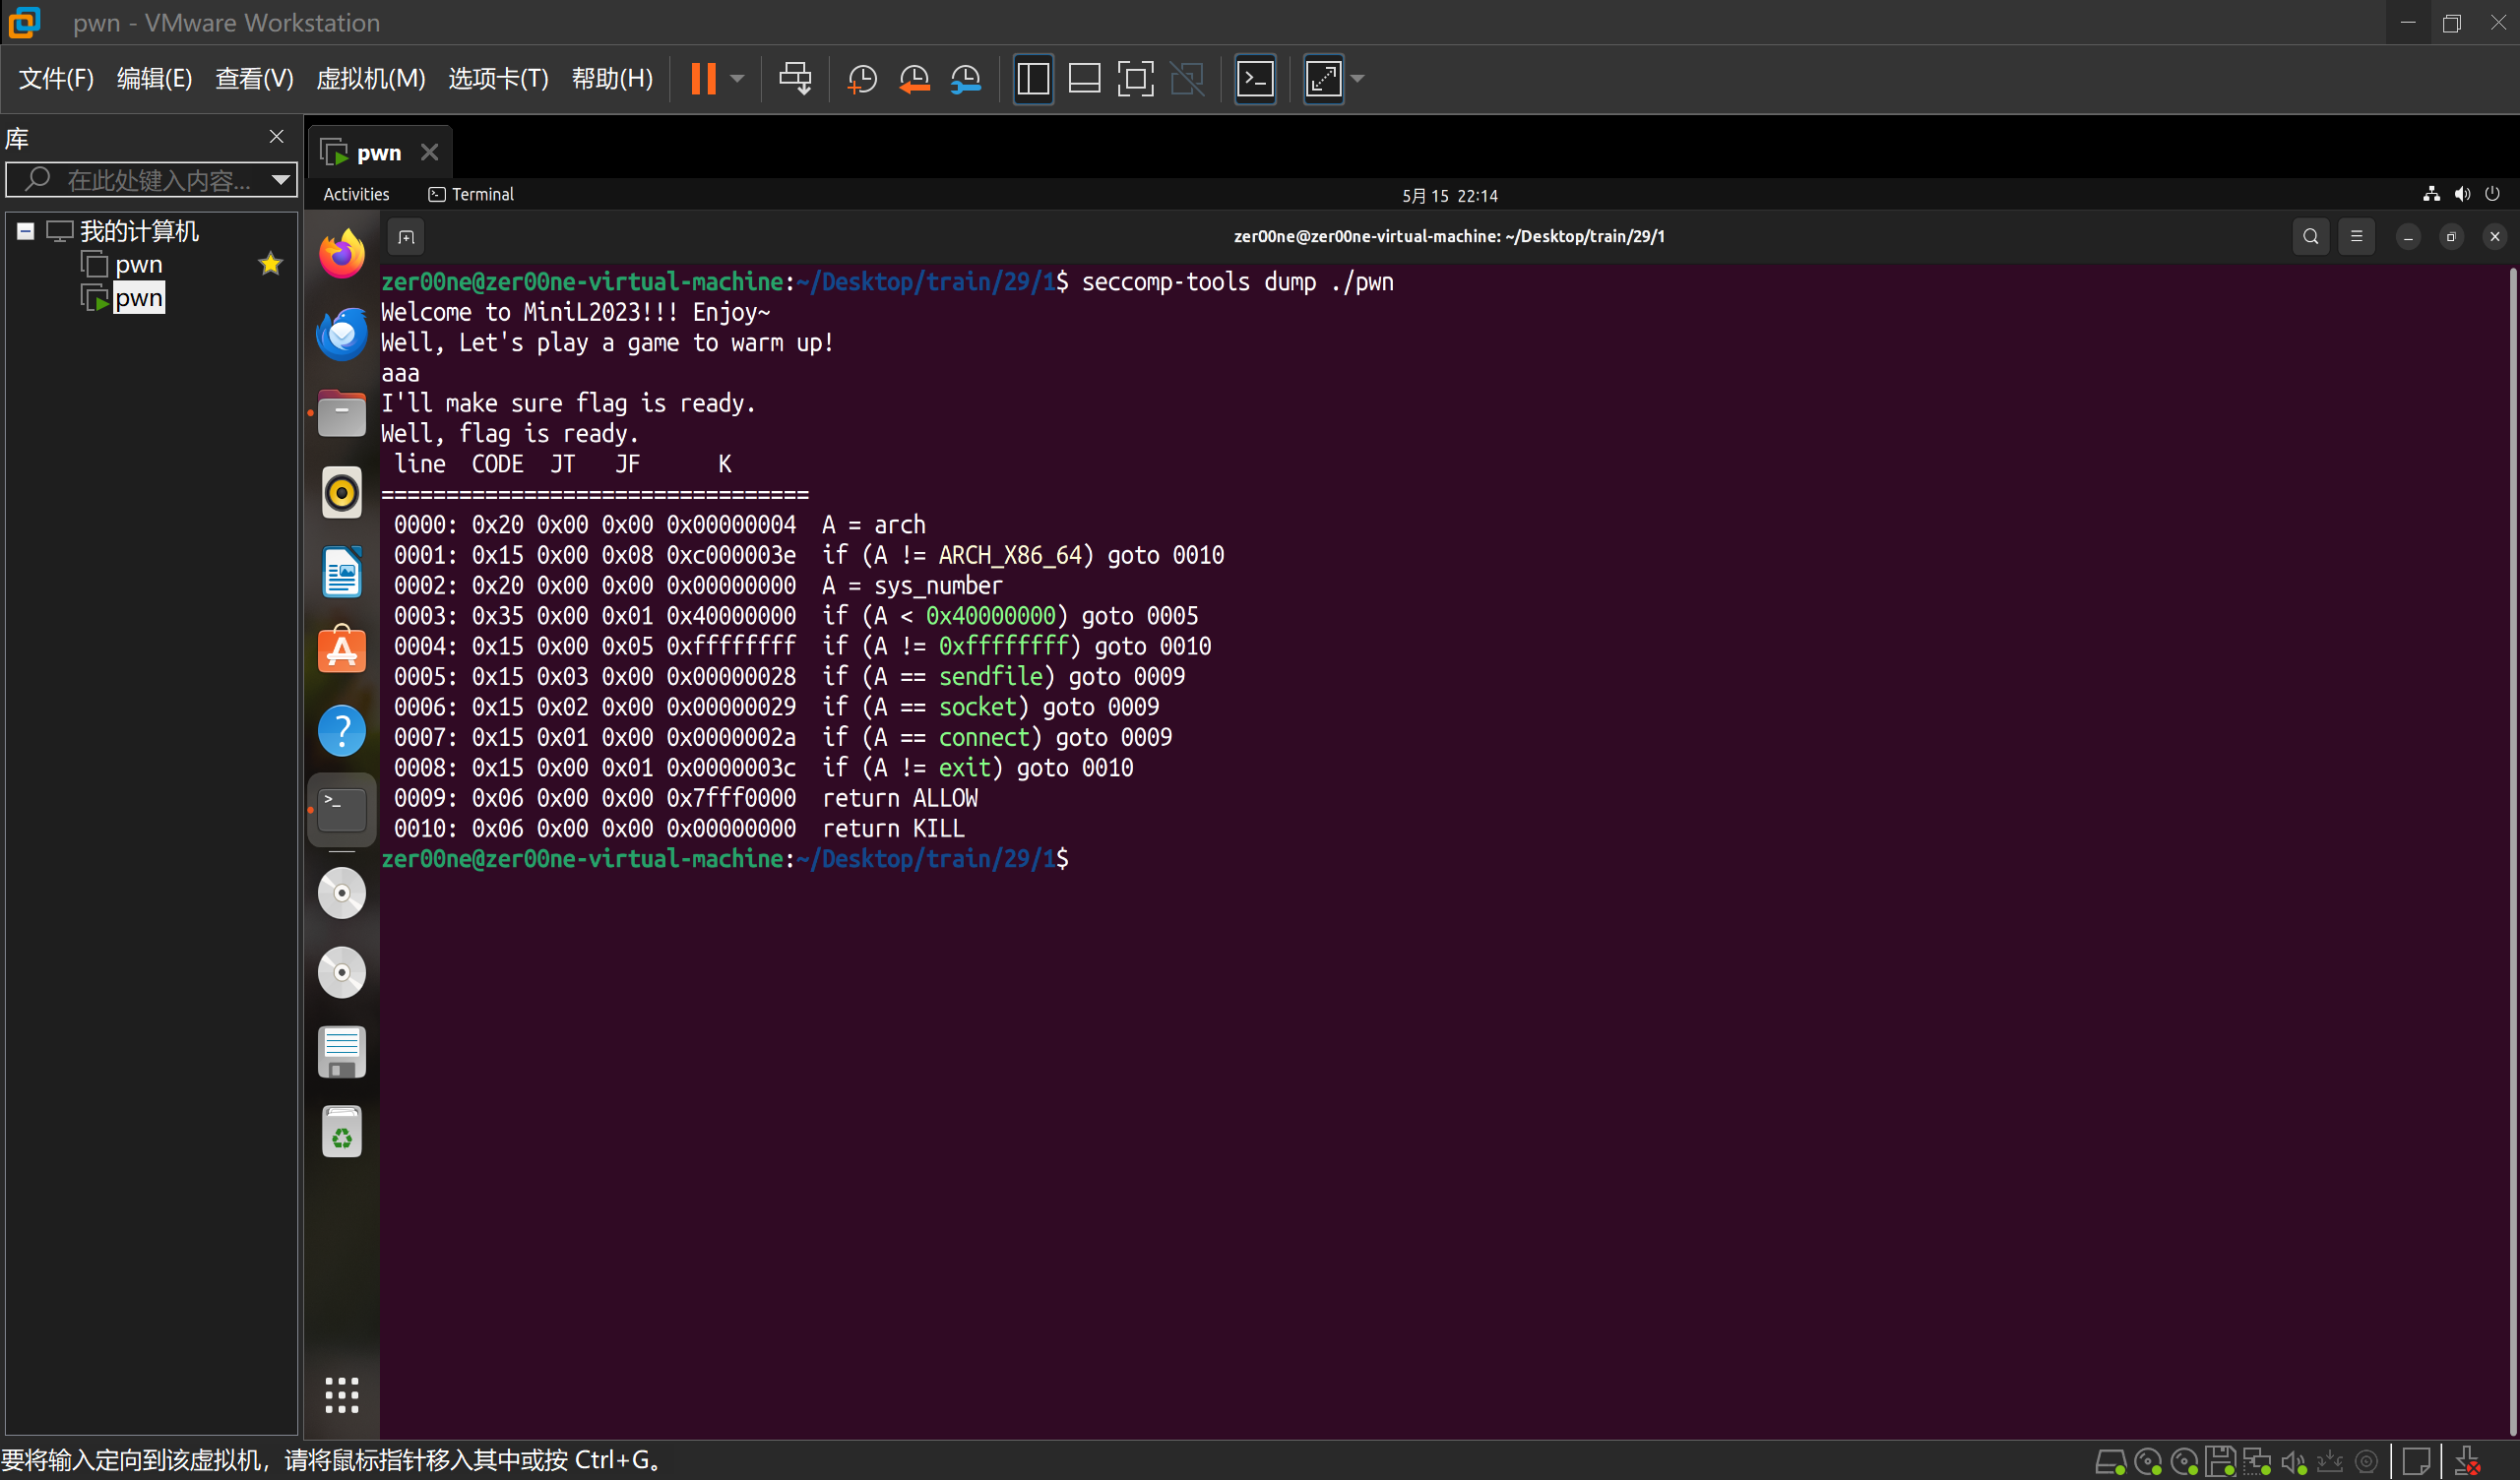 pwn - VMware Workstation
文件(F) 编辑(E) 查看(V) 虚拟机(M) 选项卡(T) 帮助(H)
库
在此处键入内容...
我的计算机
pwn
pwn
pwn
Activities Terminal 5月 15 22:14
zer00ne@zer00ne-virtual-machine: ~/Desktop/train/29/1
zer00ne@zer00ne-virtual-machine:~/Desktop/train/29/1$ seccomp-tools dump ./pwn
Welcome to MiniL2023!!! Enjoy~
Well, Let's play a game to warm up!
aaa
I'll make sure flag is ready.
Well, flag is ready.
 line  CODE  JT   JF      K
=================================
 0000: 0x20 0x00 0x00 0x00000004  A = arch
 0001: 0x15 0x00 0x08 0xc000003e  if (A != ARCH_X86_64) goto 0010
 0002: 0x20 0x00 0x00 0x00000000  A = sys_number
 0003: 0x35 0x00 0x01 0x40000000  if (A < 0x40000000) goto 0005
 0004: 0x15 0x00 0x05 0xffffffff  if (A != 0xffffffff) goto 0010
 0005: 0x15 0x03 0x00 0x00000028  if (A == sendfile) goto 0009
 0006: 0x15 0x02 0x00 0x00000029  if (A == socket) goto 0009
 0007: 0x15 0x01 0x00 0x0000002a  if (A == connect) goto 0009
 0008: 0x15 0x00 0x01 0x0000003c  if (A != exit) goto 0010
 0009: 0x06 0x00 0x00 0x7fff0000  return ALLOW
 0010: 0x06 0x00 0x00 0x00000000  return KILL
zer00ne@zer00ne-virtual-machine:~/Desktop/train/29/1$
要将输入定向到该虚拟机，请将鼠标指针移入其中或按 Ctrl+G。